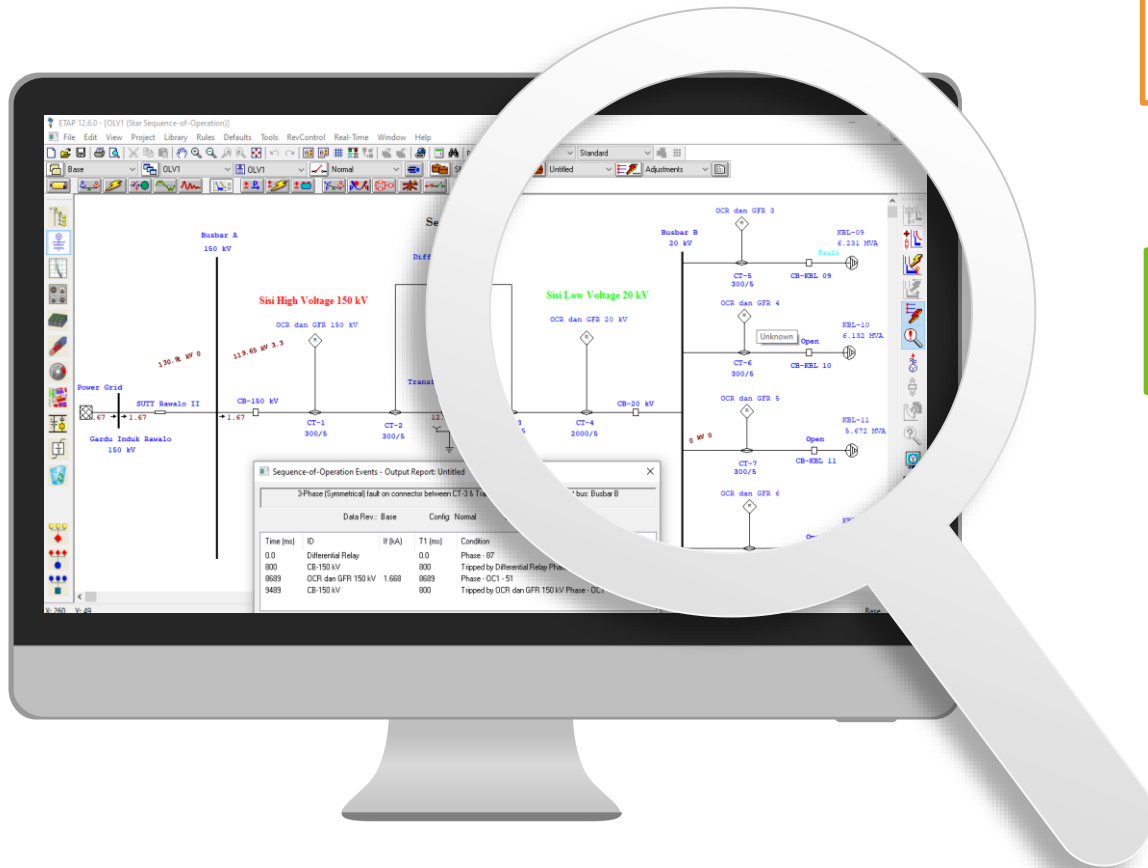 ETAP 12.6.0 - [OLV1 (Star Sequence-of-Operation)]
File Edit View Project Library Rules Defaults Tools RevControl Real-Time Window Help
Standard
Base OLV1 OLV1 Normal Untitled Adjustments
Busbar A
150 kV
Sisi High Voltage 150 kV
OCR dan GFR 150 kV
130.91 kV 0
119.65 kV 3.3
Power Grid
SUTT Rawalo II
CB-150 kV
1.67
1.67
CT-1
300/5
CT-2
300/5
Gardu Induk Rawalo
150 kV
Sisi Low Voltage 20 kV
OCR dan GFR 20 kV
CB-20 kV
CT-4
2000/5
Busbar B
20 kV
OCR dan GFR 3
KBL-09
6.231 MVA
Fault
CT-5
300/5
CB-KBL 09
OCR dan GFR 4
Unknown
KBL-10
6.132 MVA
Open
CT-6
300/5
CB-KBL 10
OCR dan GFR 5
KBL-11
5.672 MVA
0 kV 0
Open
CT-7
300/5
CB-KBL 11
OCR dan GFR 6
Sequence-of-Operation Events - Output Report: Untitled
3-Phase (Symmetrical) fault on connector between CT-3 & bus: Busbar B
Data Rev.: Base Config: Normal
Time (ms) ID If (kA) T1 (ms) Condition
0.0 Differential Relay 0.0 Phase - 87
800 CB-150 kV 800 Tripped by Differential Relay
8689 OCR dan GFR 150 kV 1.668 8689 Phase - OC1 - 51
9489 CB-150 kV 800 Tripped by OCR dan GFR 150 kV Phase - OC1
X: 260 Y: 49
Base